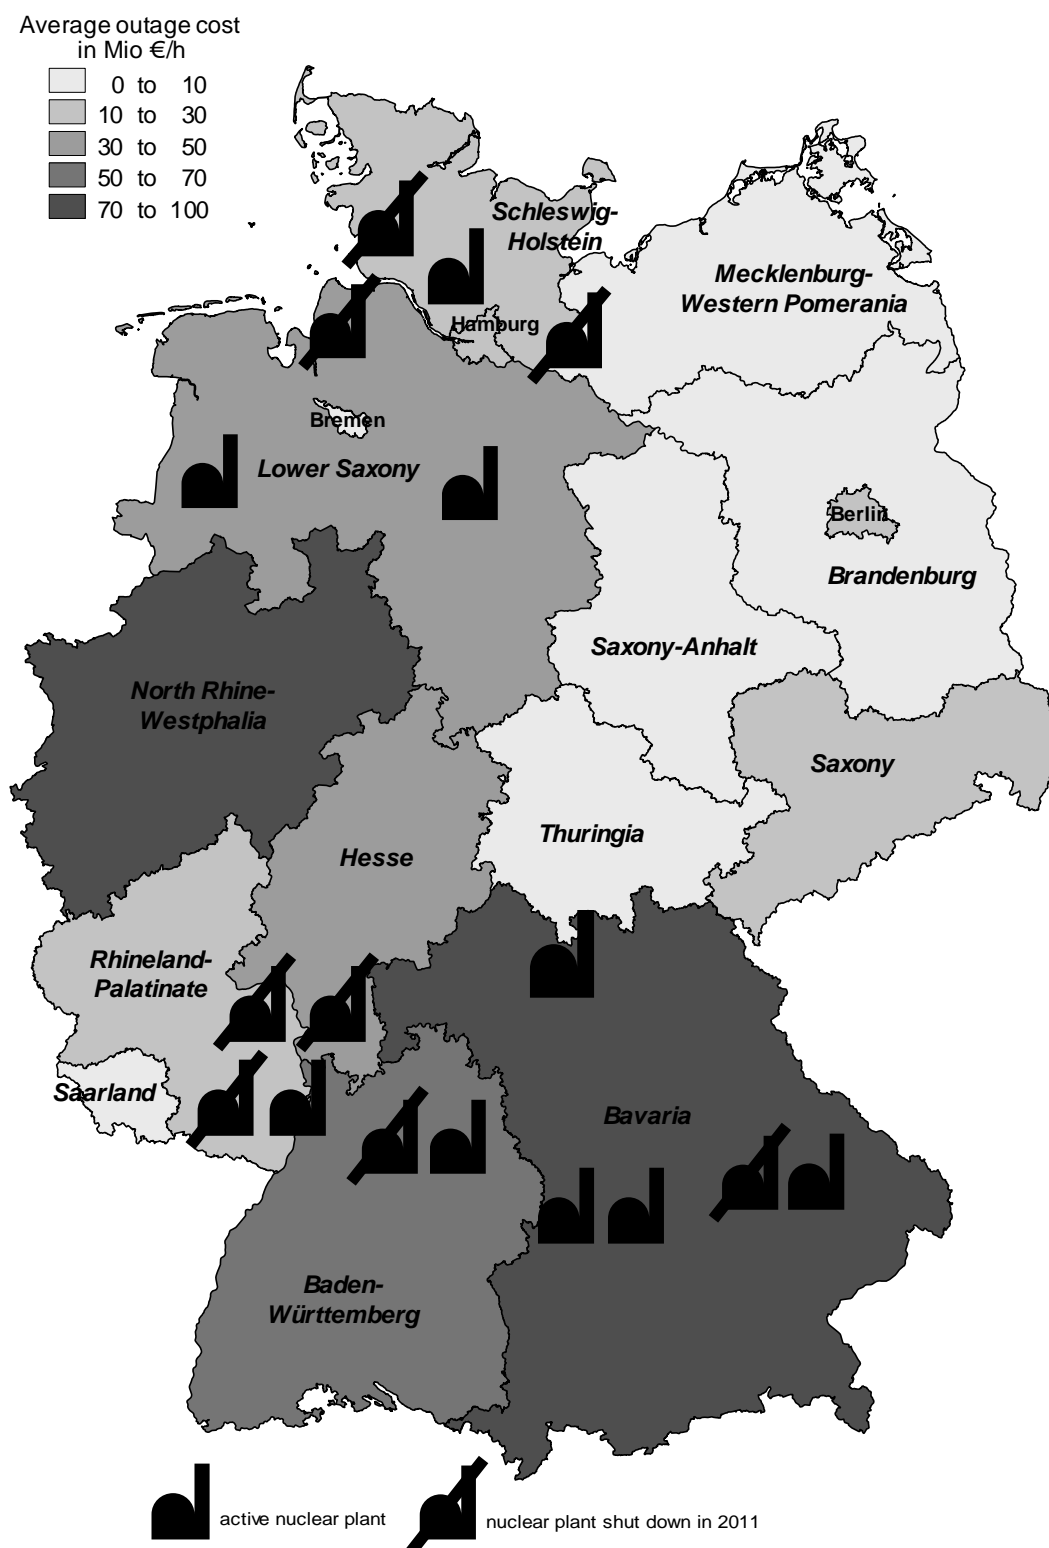 Average outage cost
in Mio €/h
0 to 10
10 to 30
30 to 50
50 to 70
70 to 100
Schleswig-
Holstein
Mecklenburg-
Western Pomerania
Hamburg
Bremen
Lower Saxony
Berlin
Brandenburg
Saxony-Anhalt
North Rhine-
Westphalia
Saxony
Thuringia
Hesse
Rhineland-
Palatinate
Saarland
Bavaria
Baden-
Württemberg
active nuclear plant
nuclear plant shut down in 2011